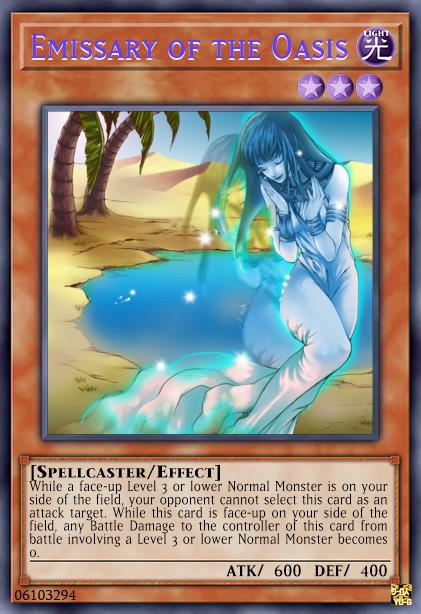 Emissary of the Oasis
LIGHT
光
[Spellcaster/Effect]
While a face-up Level 3 or lower Normal Monster is on your
side of the field, your opponent cannot select this card as an
attack target. While this card is face-up on your side of the
field, any Battle Damage to the controller of this card from
battle involving a Level 3 or lower Normal Monster becomes
0.
ATK/ 600 DEF/ 400
06103294